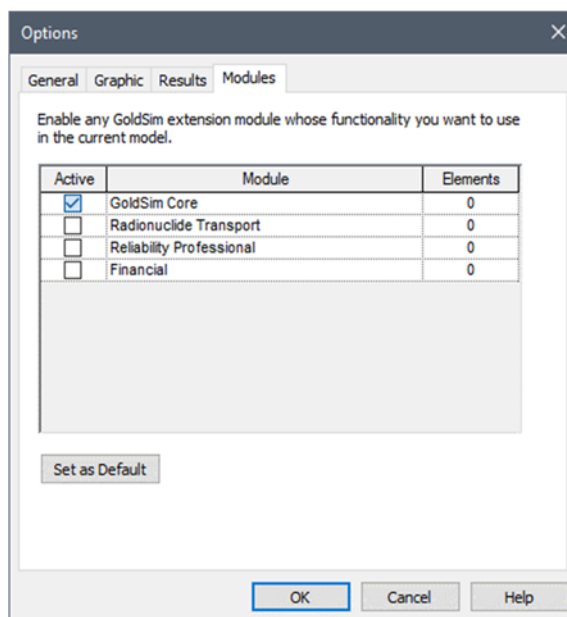 Options
General Graphic Results Modules
Enable any GoldSim extension module whose functionality you want to use
in the current model.
Active Module Elements
GoldSim Core 0
Radionuclide Transport 0
Reliability Professional 0
Financial 0
Set as Default
OK Cancel Help